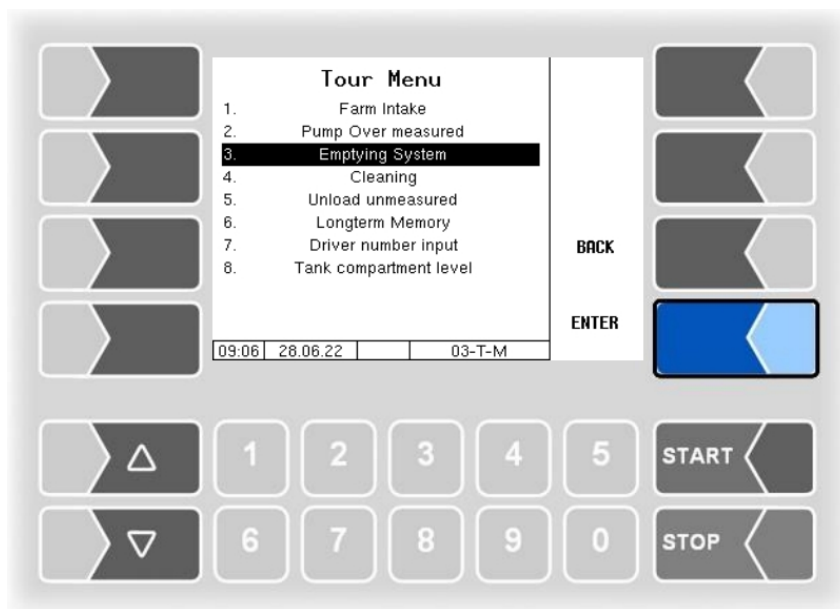 Tour Menu
1. Farm Intake
2. Pump Over measured
3. Emptying System
4. Cleaning
5. Unload unmeasured
6. Longterm Memory
7. Driver number input
8. Tank compartment level
BACK
ENTER
09:06 28.06.22 03-T-M
△ 1 2 3 4 5 START
▽ 6 7 8 9 0 STOP